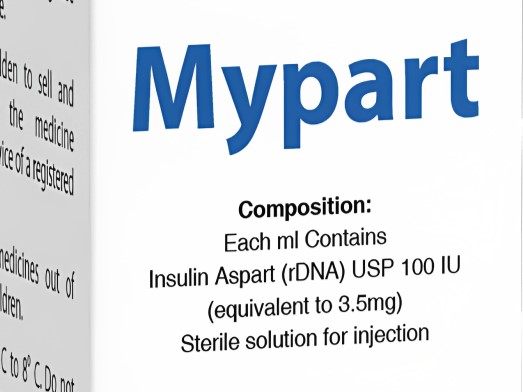 e.
dden to sell and
the medicine
vice of a registered
medicines out of
ldren.
C to 8° C. Do not
Mypart
Composition:
Each ml Contains
Insulin Aspart (rDNA) USP 100 IU
(equivalent to 3.5mg)
Sterile solution for injection